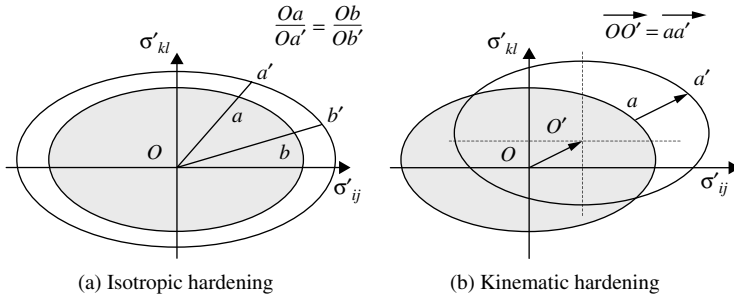 Oa/Oa′ = Ob/Ob′
σ′kl
a′
b′
a
O
b
σ′ij
(a) Isotropic hardening
OO′ = aa′
σ′kl
a′
a
O′
O
σ′ij
(b) Kinematic hardening